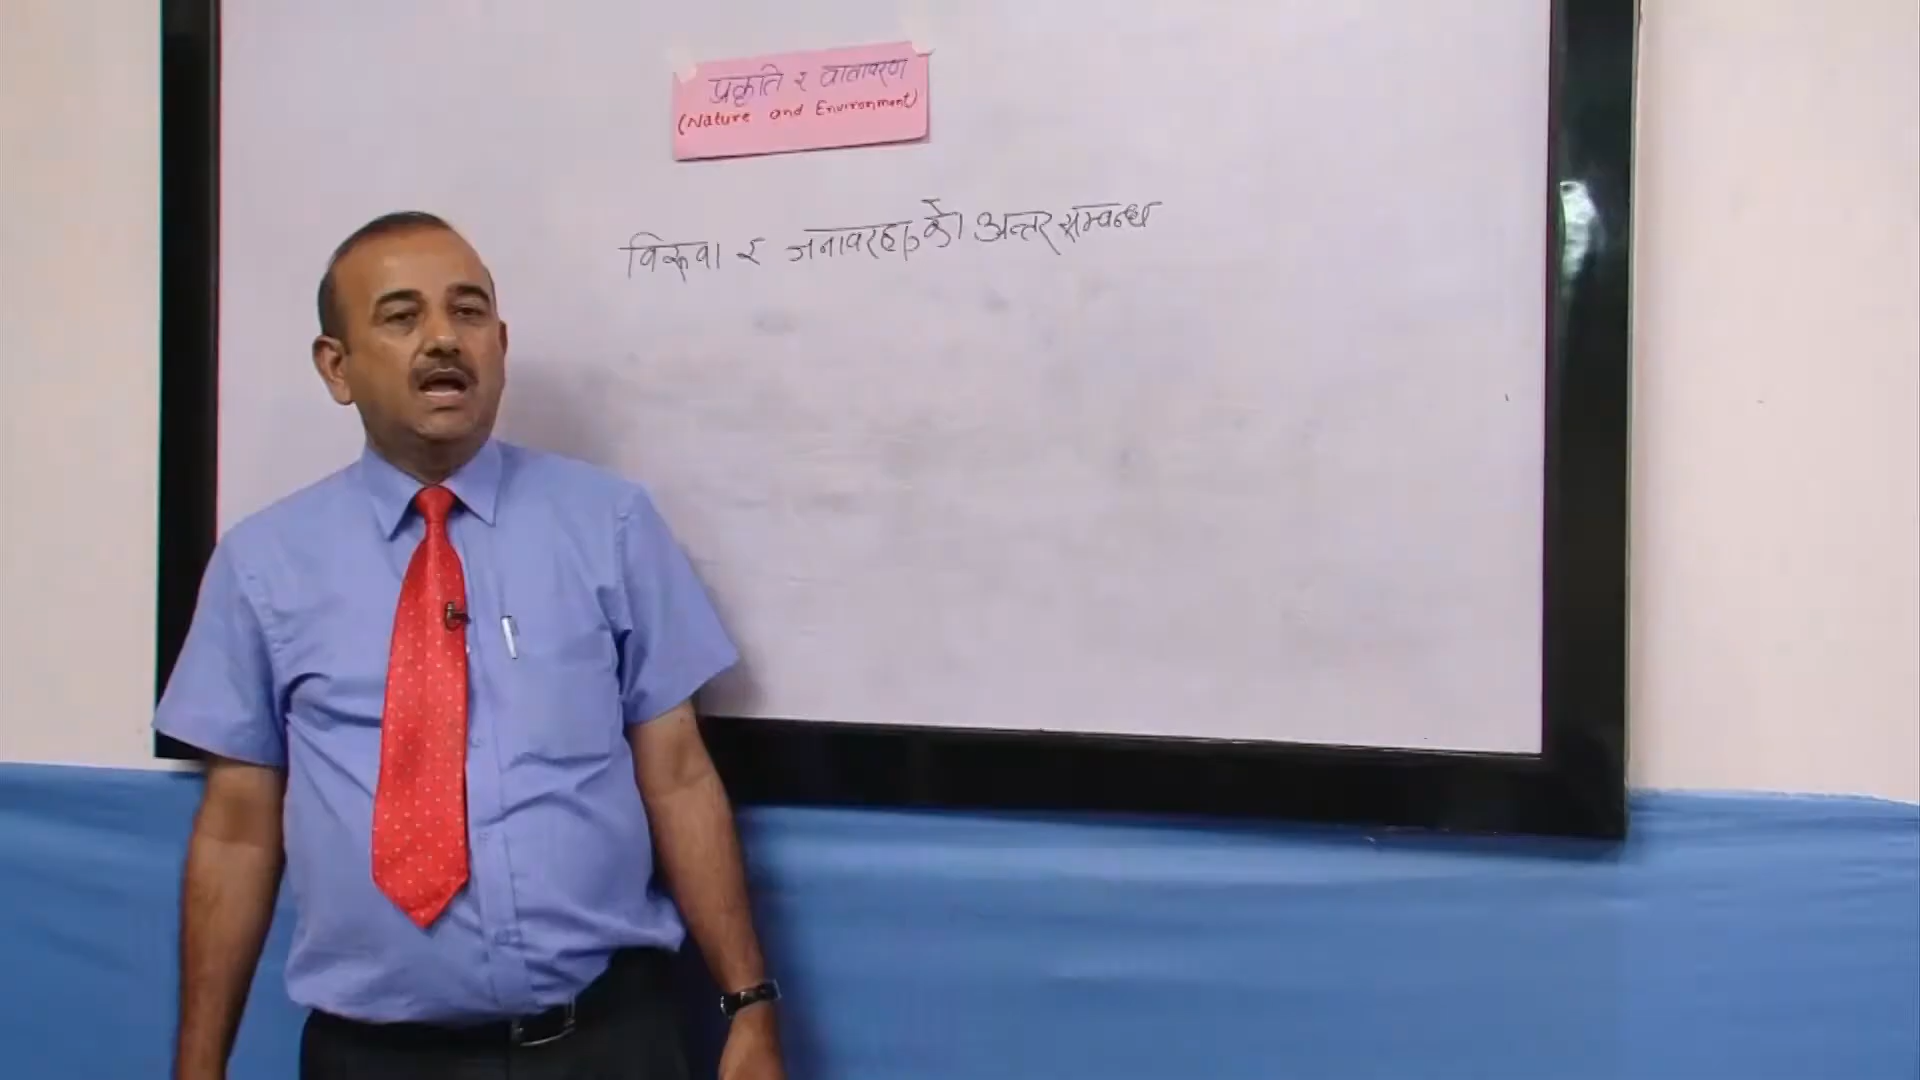 प्रकृति र वातावरण
(Nature and Environment)
विरूवा र जनावरहरुको अन्तर सम्बन्ध